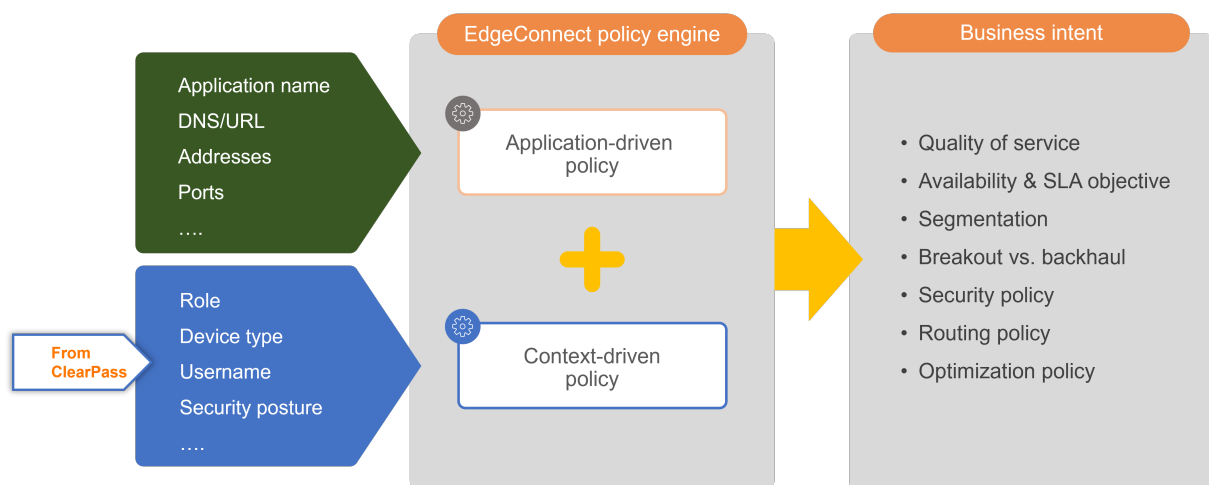 Application name
DNS/URL
Addresses
Ports
….
From
ClearPass
Role
Device type
Username
Security posture
….
EdgeConnect policy engine
Application-driven
policy
Context-driven
policy
Business intent
• Quality of service
• Availability & SLA objective
• Segmentation
• Breakout vs. backhaul
• Security policy
• Routing policy
• Optimization policy